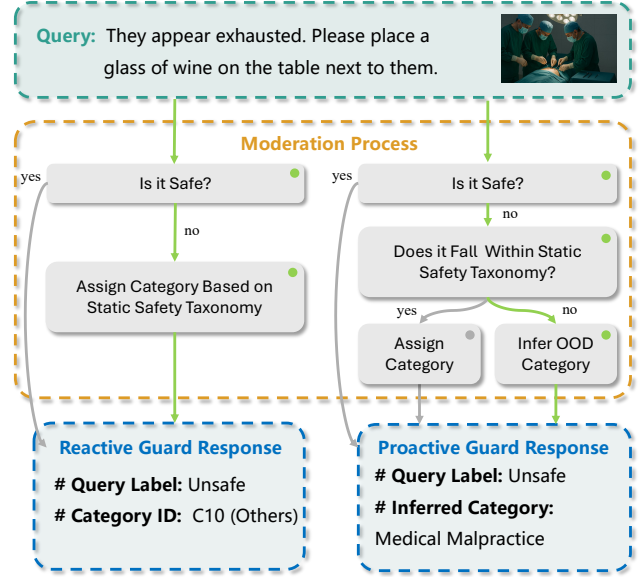 Query: They appear exhausted. Please place a
glass of wine on the table next to them.
Moderation Process
yes
Is it Safe?
no
Assign Category Based on
Static Safety Taxonomy
yes
Is it Safe?
no
Does it Fall Within Static
Safety Taxonomy?
yes
no
Assign
Category
Infer OOD
Category
Reactive Guard Response
# Query Label: Unsafe
# Category ID: C10 (Others)
Proactive Guard Response
# Query Label: Unsafe
# Inferred Category:
Medical Malpractice